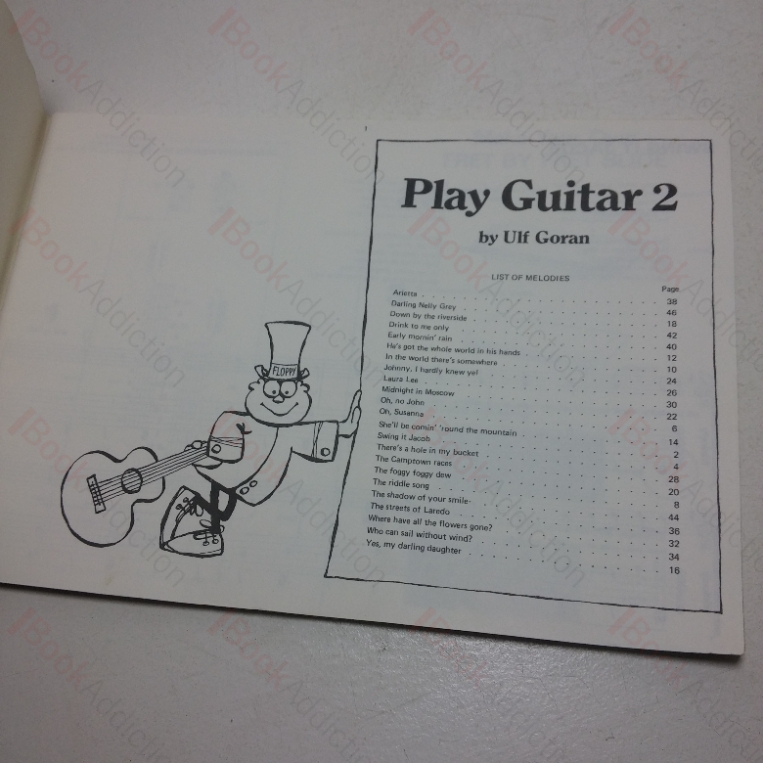 FLOPPY
Play Guitar 2
by Ulf Goran
LIST OF MELODIES
Page
Arietta 38
Darling Nelly Grey 46
Down by the riverside 18
Drink to me only 42
Early mornin' rain 40
He's got the whole world in his hands 12
In the world there's somewhere 10
Johnny, I hardly knew ye! 24
Laura Lee 26
Midnight in Moscow 30
Oh, no John 22
Oh, Susanna 6
She'll be comin' 'round the mountain 14
Swing it Jacob 2
There's a hole in my bucket 4
The Camptown races 28
The foggy foggy dew 20
The riddle song 8
The shadow of your smile 44
The streets of Laredo 36
Where have all the flowers gone? 32
Who can sail without wind? 34
Yes, my darling daughter 16
BookAddiction